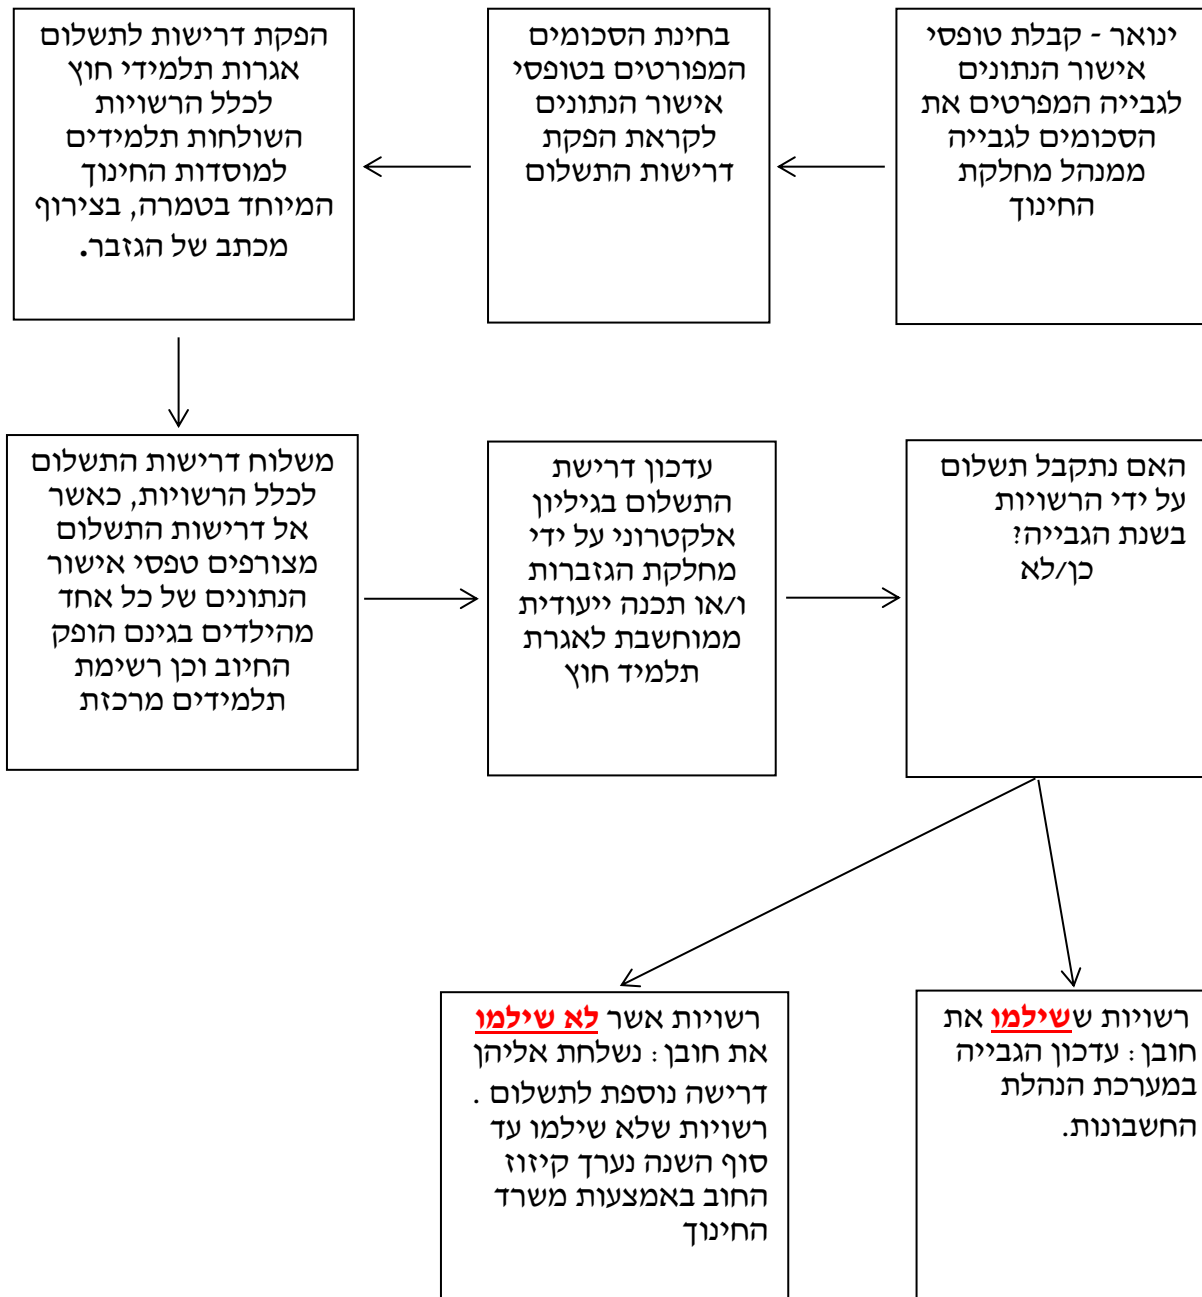 ינואר - קבלת טופסי
אישור הנתונים
לגבייה המפרטים את
הסכומים לגבייה
ממנהל מחלקת
החינוך
בחינת הסכומים
המפורטים בטופסי
אישור הנתונים
לקראת הפקת
דרישות התשלום
הפקת דרישות לתשלום
אגרות תלמידי חוץ
לכלל הרשויות
השולחות תלמידים
למוסדות החינוך
המיוחד בטמרה, בצירוף
מכתב של הגזבר.
משלוח דרישות התשלום
לכלל הרשויות, כאשר
אל דרישות התשלום
מצורפים טפסי אישור
הנתונים של כל אחד
מהילדים בגינם הופק
החיוב וכן רשימת
תלמידים מרכזת
עדכון דרישת
התשלום בגיליון
אלקטרוני על ידי
מחלקת הגזברות
ו/או תכנה ייעודית
ממוחשבת לאגרת
תלמיד חוץ
האם נתקבל תשלום
על ידי הרשויות
בשנת הגבייה?
כן/לא
רשויות ששילמו את
חובן: עדכון הגבייה
במערכת הנהלת
החשבונות.
רשויות אשר לא שילמו
את חובן: נשלחת אליהן
דרישה נוספת לתשלום.
רשויות שלא שילמו עד
סוף השנה נערך קיזוז
החוב באמצעות משרד
החינוך